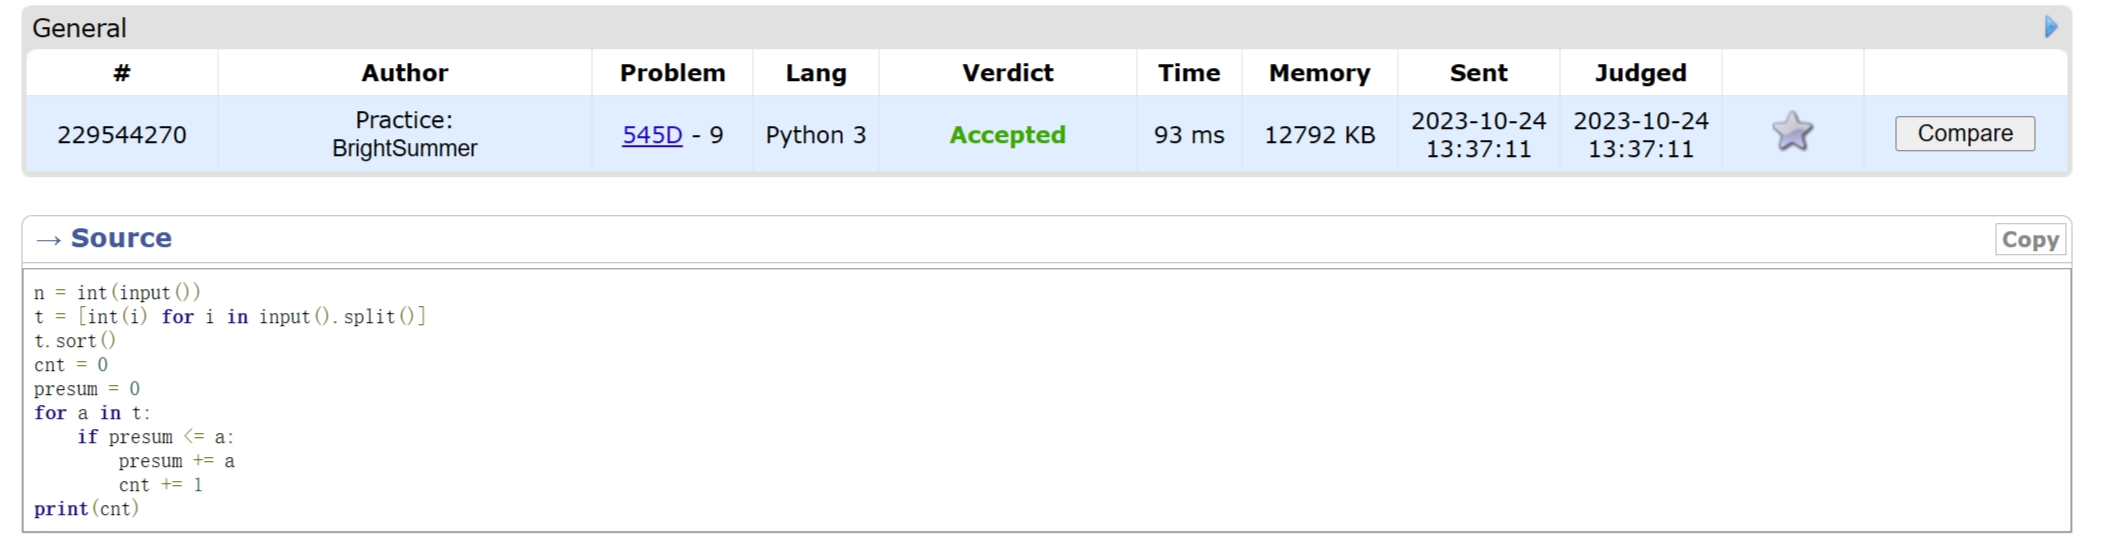 General
# Author Problem Lang Verdict Time Memory Sent Judged
229544270 Practice: BrightSummer 545D - 9 Python 3 Accepted 93 ms 12792 KB 2023-10-24 13:37:11 2023-10-24 13:37:11 Compare
→ Source Copy
n = int(input())
t = [int(i) for i in input().split()]
t.sort()
cnt = 0
presum = 0
for a in t:
    if presum <= a:
        presum += a
        cnt += 1
print(cnt)